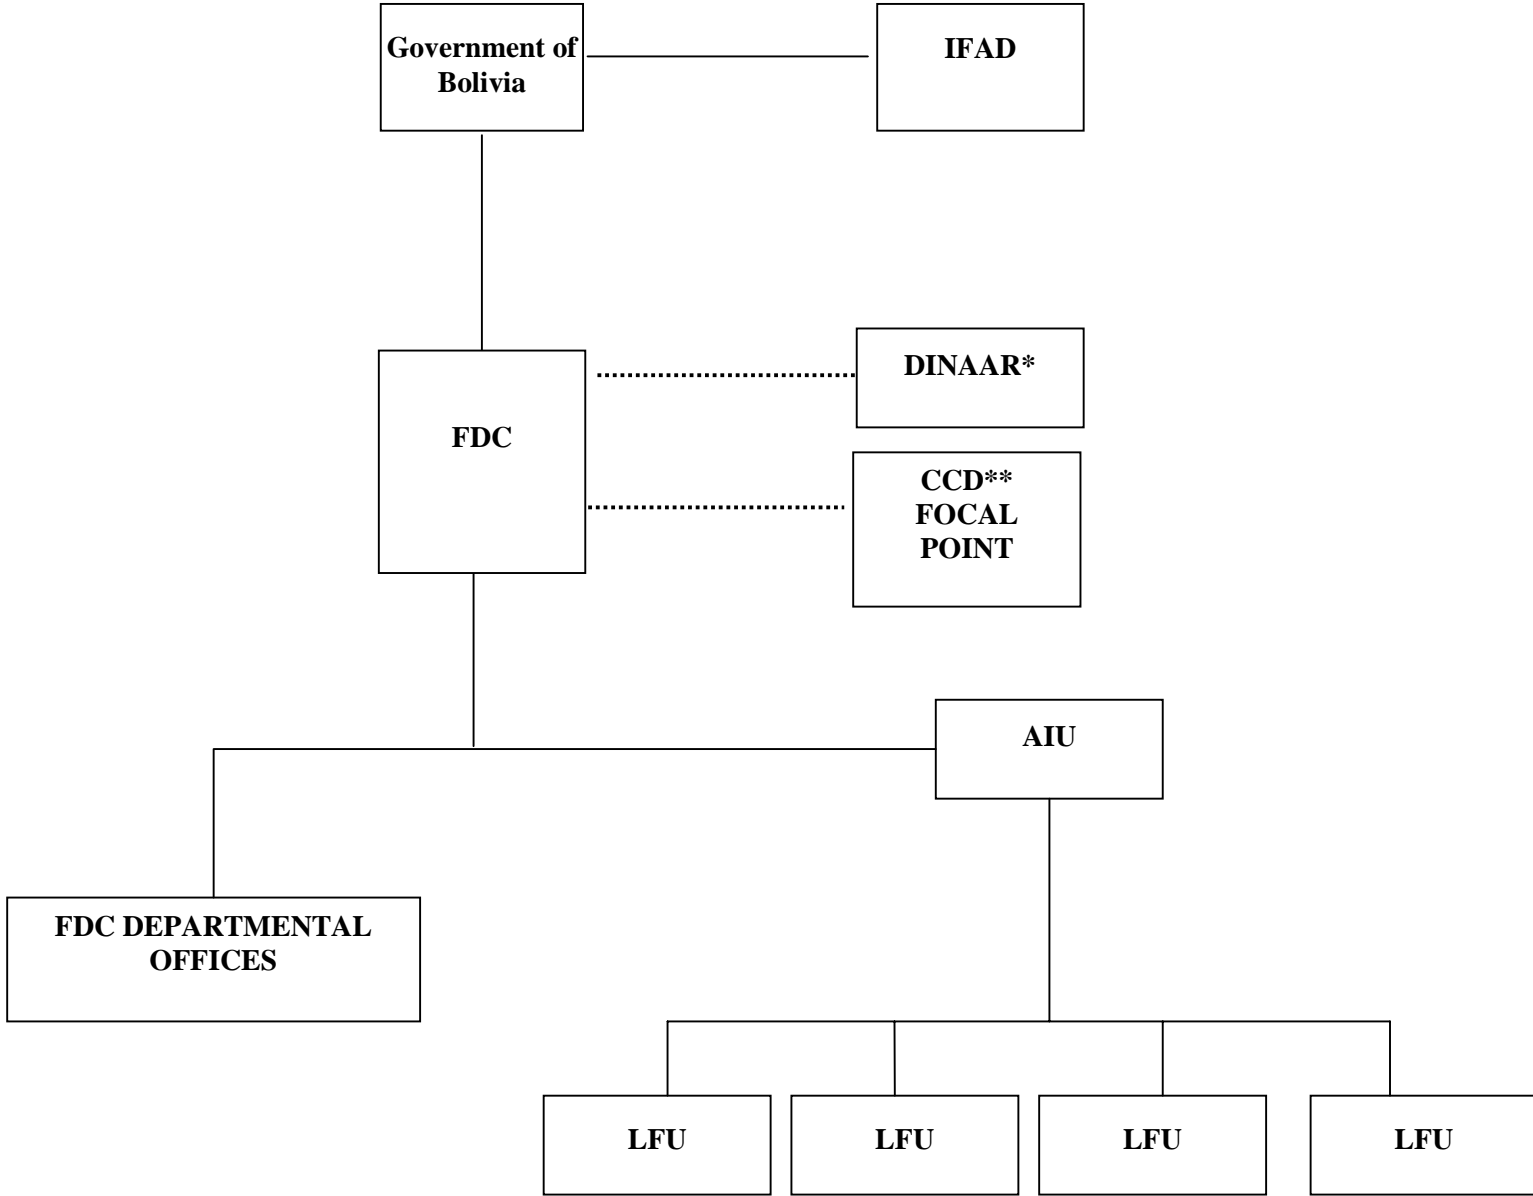 Government of
Bolivia
IFAD
DINAAR*
FDC
CCD**
FOCAL
POINT
AIU
FDC DEPARTMENTAL
OFFICES
LFU
LFU
LFU
LFU